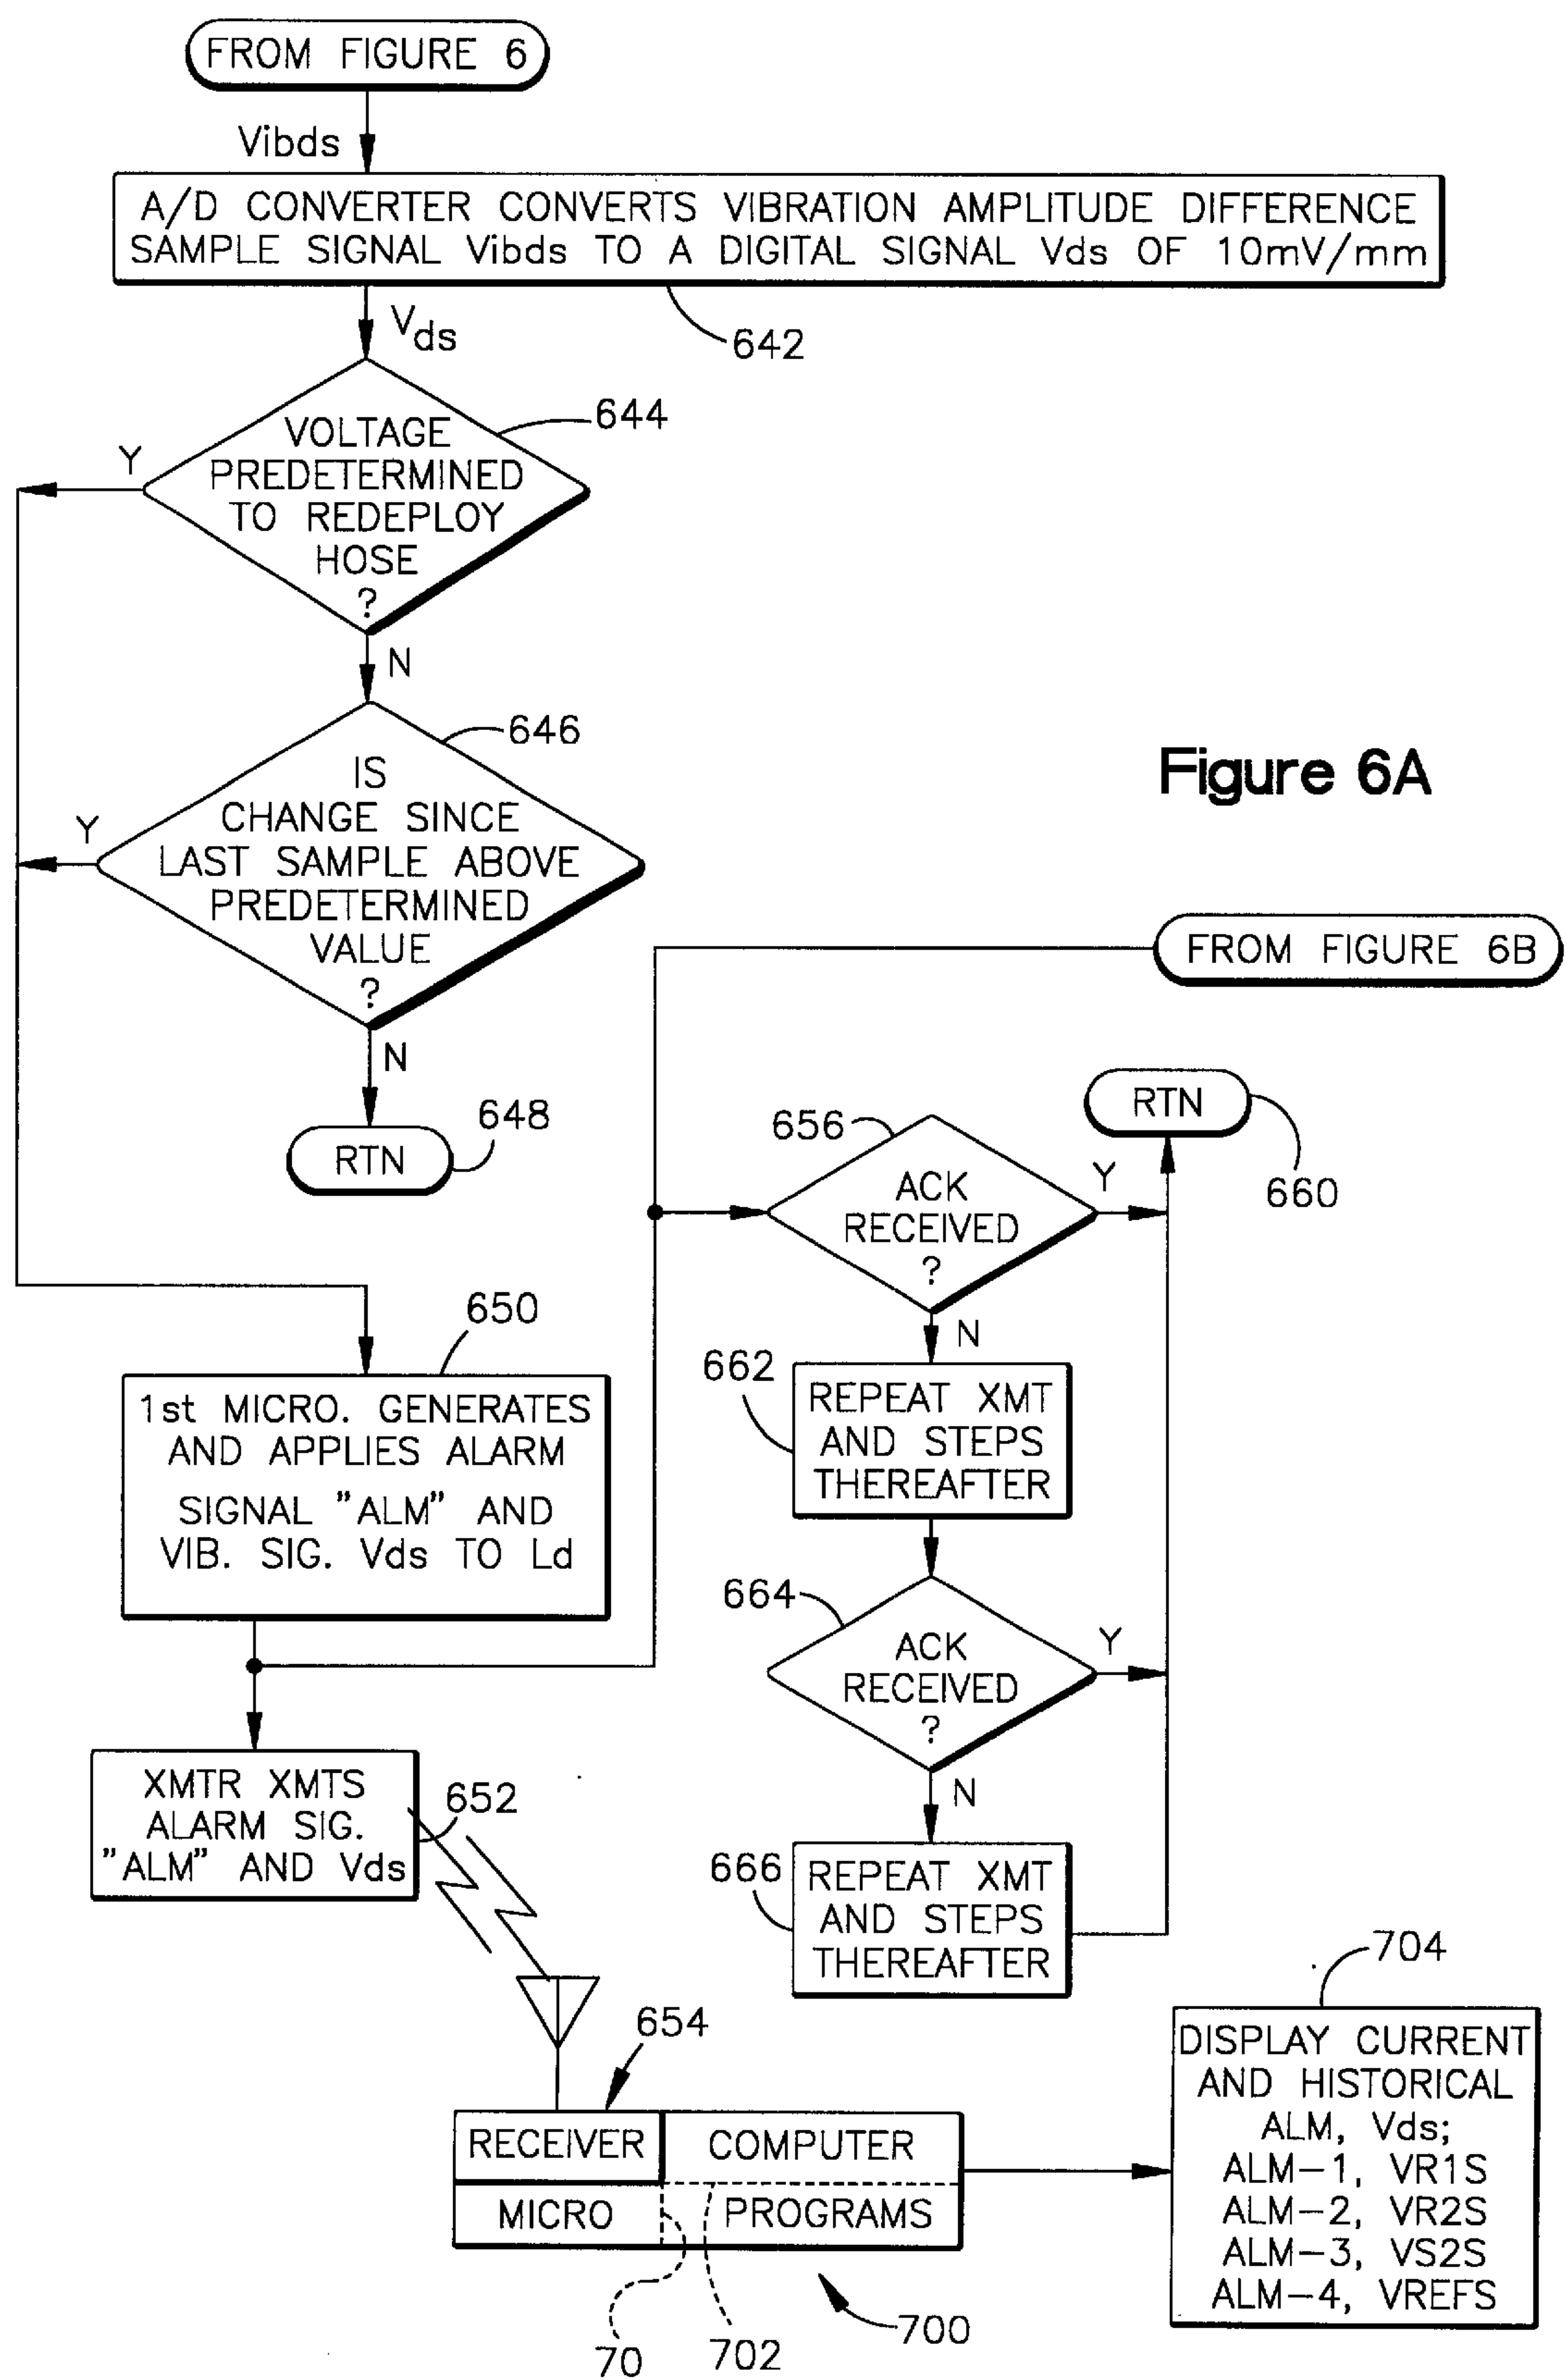 FROM FIGURE 6
Vibds
A/D CONVERTER CONVERTS VIBRATION AMPLITUDE DIFFERENCE
SAMPLE SIGNAL Vibds TO A DIGITAL SIGNAL Vds OF 10mV/mm
642
Vds
644
VOLTAGE
PREDETERMINED
TO REDEPLOY
HOSE
?
Y
N
646
IS
CHANGE SINCE
LAST SAMPLE ABOVE
PREDETERMINED
VALUE
?
Y
N
RTN
648
Figure 6A
FROM FIGURE 6B
RTN
660
656
ACK
RECEIVED
?
Y
N
662
REPEAT XMT
AND STEPS
THEREAFTER
664
ACK
RECEIVED
?
Y
N
666
REPEAT XMT
AND STEPS
THEREAFTER
650
1st MICRO. GENERATES
AND APPLIES ALARM
SIGNAL "ALM" AND
VIB. SIG. Vds TO Ld
XMTR XMTS
ALARM SIG.
"ALM" AND Vds
652
654
RECEIVER
COMPUTER
MICRO
PROGRAMS
70
702
700
704
DISPLAY CURRENT
AND HISTORICAL
ALM, Vds;
ALM-1, VR1S
ALM-2, VR2S
ALM-3, VS2S
ALM-4, VREFS